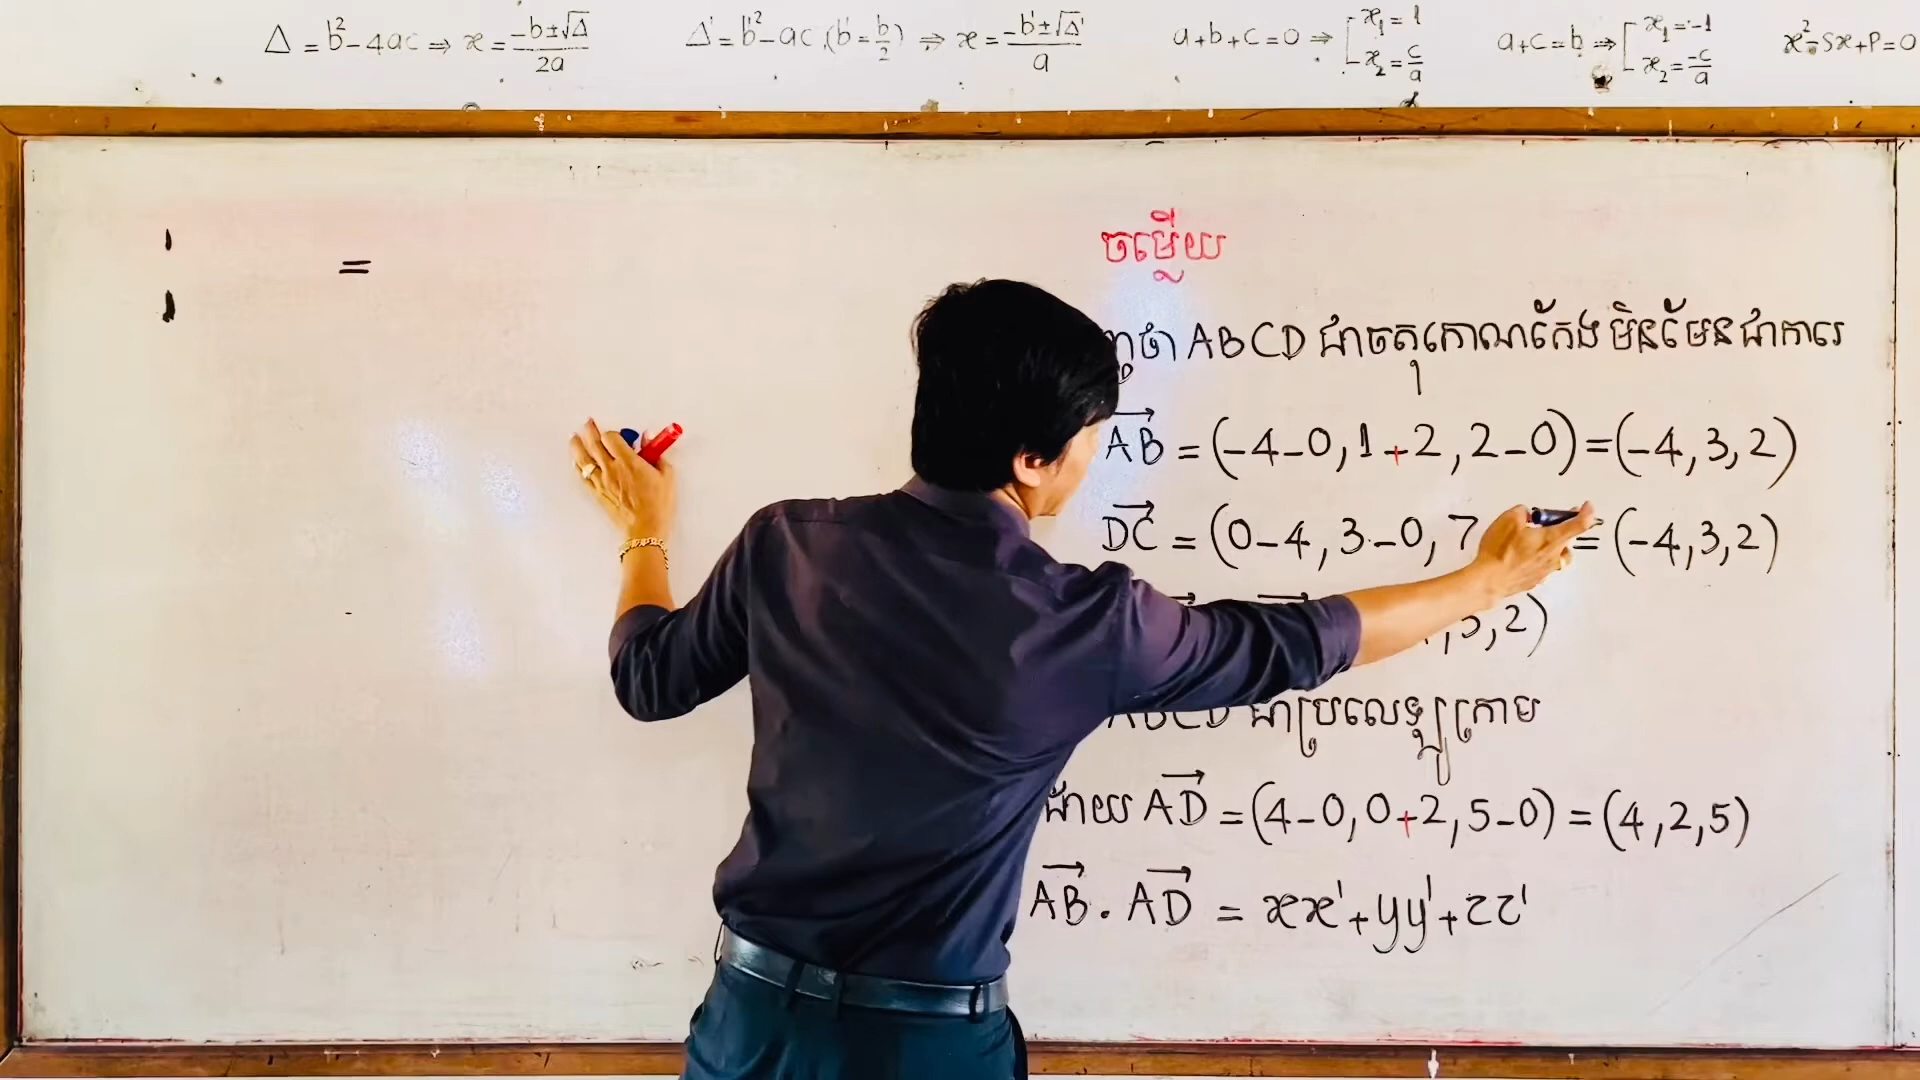 Δ = b² - 4ac ⇒ x = (-b ± √Δ)/2a
Δ' = b'² - ac, (b' = b/2) ⇒ x = (-b' ± √Δ')/a
a + b + c = 0 ⇒ [x₁ = 1
x₂ = c/a
a + c = b ⇒ [x₁ = -1
x₂ = -c/a
x² - Sx + P = 0
=
ចម្លើយ
ថា ABCD ជាចតុកោណកែង មិនមែនជាការេ
AB⃗ = (-4-0, 1+2, 2-0) = (-4, 3, 2)
DC⃗ = (0-4, 3-0, 7 = (-4, 3, 2)
, 3, 2)
ABCD ជាប្រលេឡូក្រាម
ដោយ AD⃗ = (4-0, 0+2, 5-0) = (4, 2, 5)
AB⃗ . AD⃗ = xx' + yy' + zz'